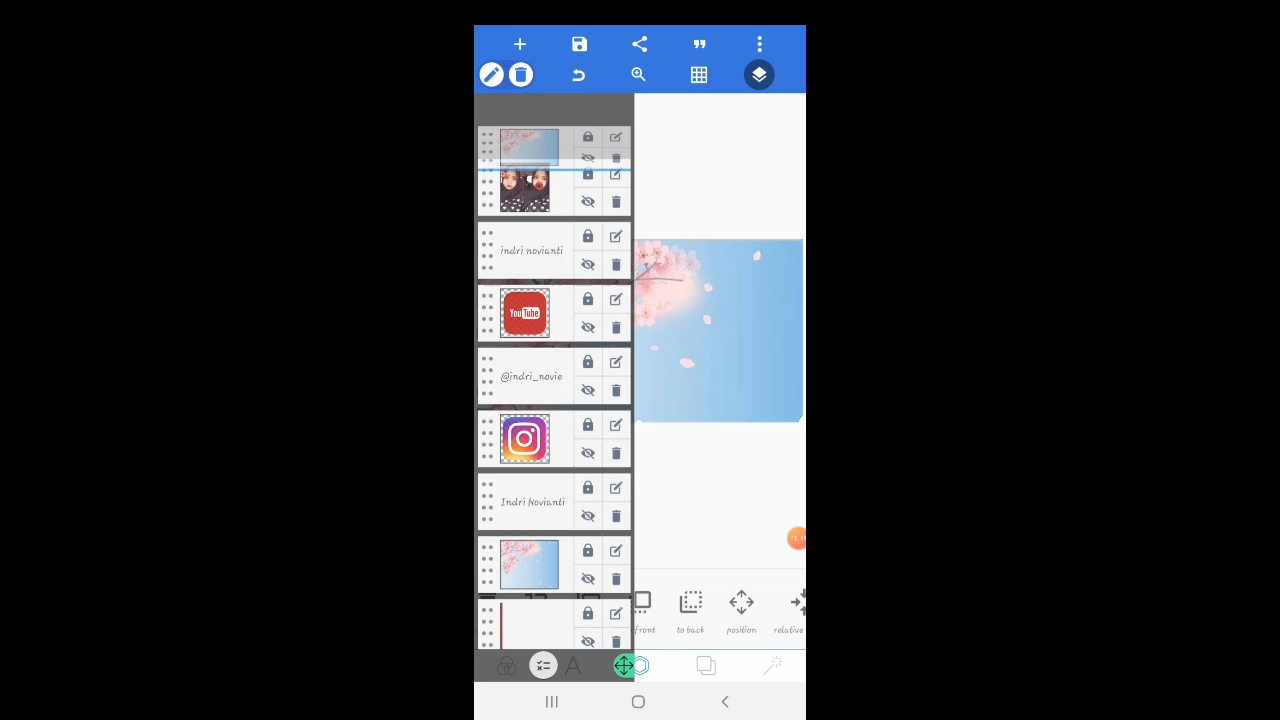 indri novianti
YouTube
@indri_novie
Indri Novianti
front
to back
position
relative